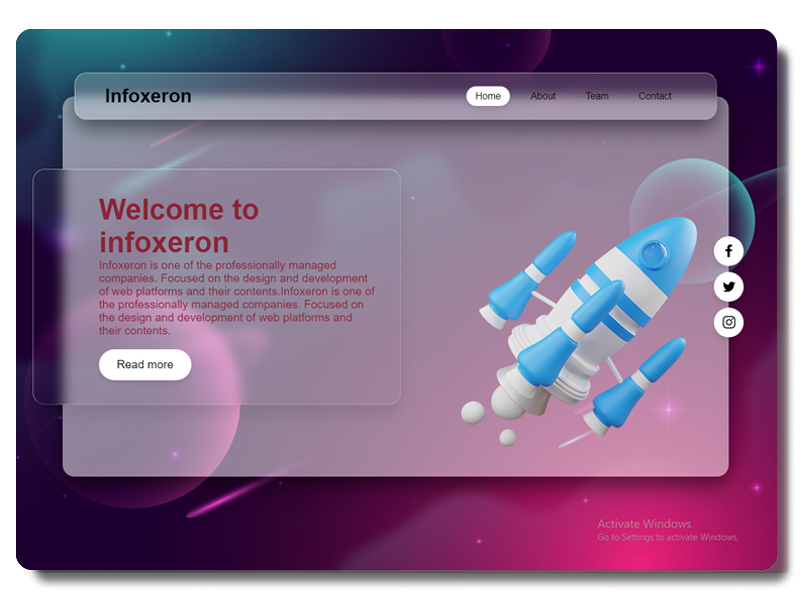 Infoxeron
Home About Team Contact
Welcome to
infoxeron
Infoxeron is one of the professionally managed
companies. Focused on the design and development
of web platforms and their contents.Infoxeron is one of
the professionally managed companies. Focused on
the design and development of web platforms and
their contents.
Read more
Activate Windows
Go to Settings to activate Windows.